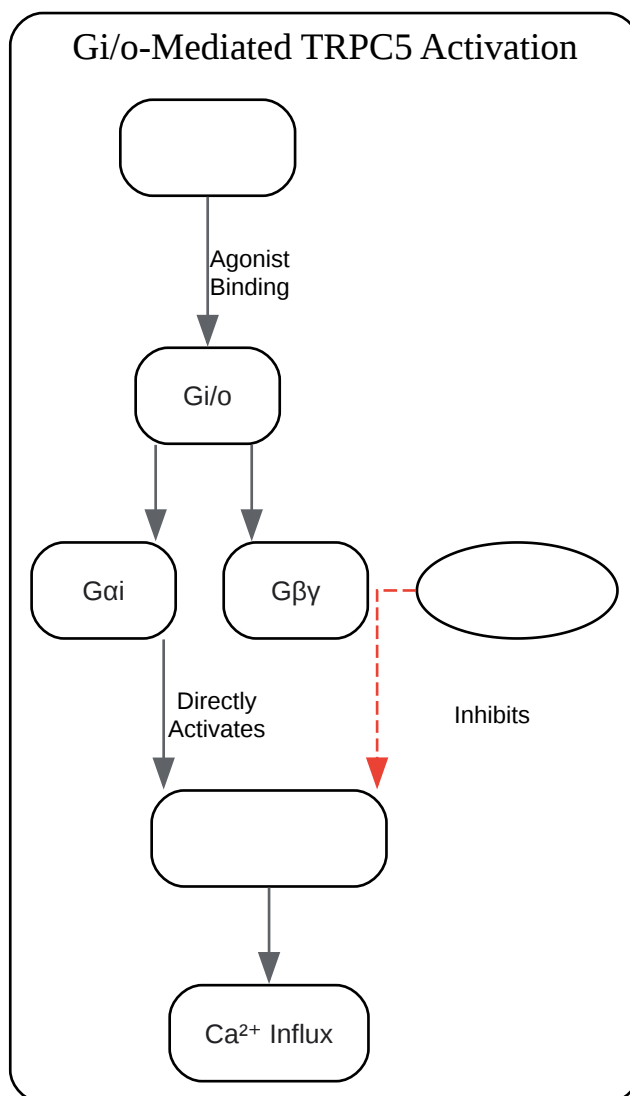 Gi/o-Mediated TRPC5 Activation
Agonist
Binding
Gi/o
Gαi
Gβγ
Directly
Activates
Inhibits
Ca²⁺ Influx